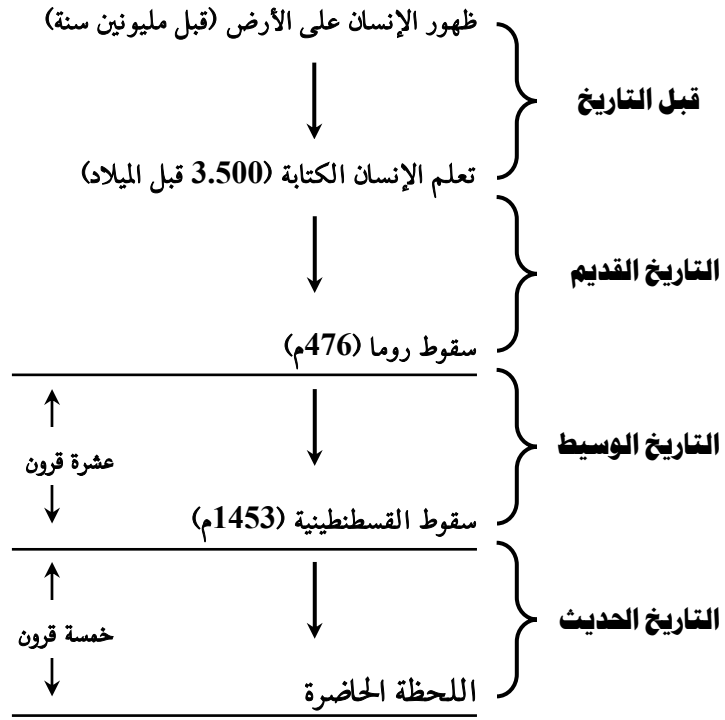 ظهور الإنسان على الأرض (قبل مليونين سنة)
قبل التاريخ
تعلم الإنسان الكتابة (3.500 قبل الميلاد)
التاريخ القديم
سقوط روما (476م)
التاريخ الوسيط
عشرة قرون
سقوط القسطنطينية (1453م)
التاريخ الحديث
خمسة قرون
اللحظة الحاضرة